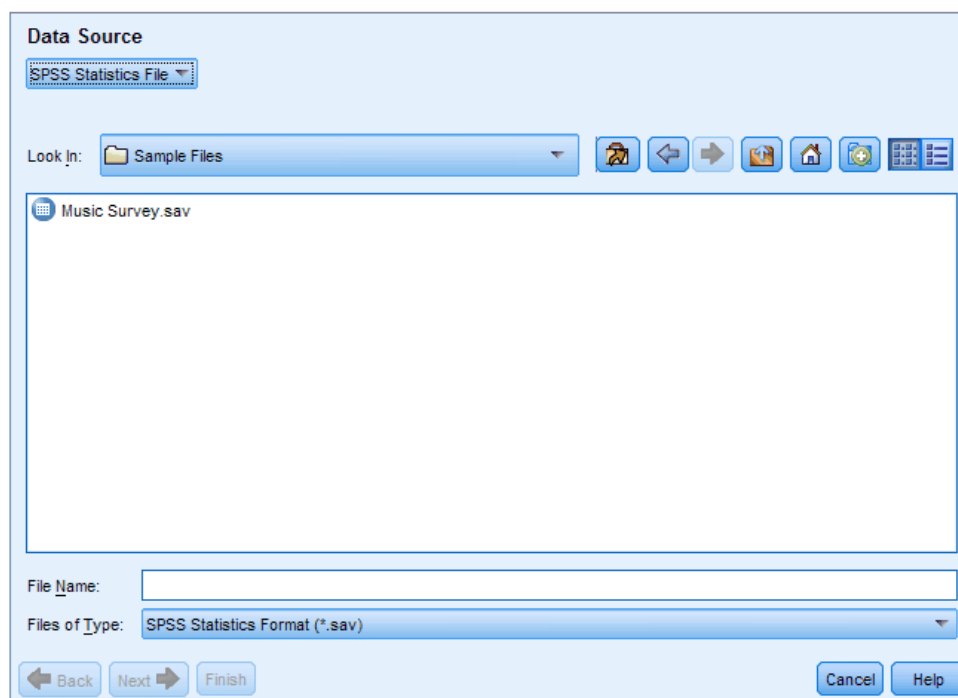 Data Source
SPSS Statistics File
Look In: Sample Files
Music Survey.sav
File Name:
Files of Type: SPSS Statistics Format (*.sav)
Back Next Finish Cancel Help